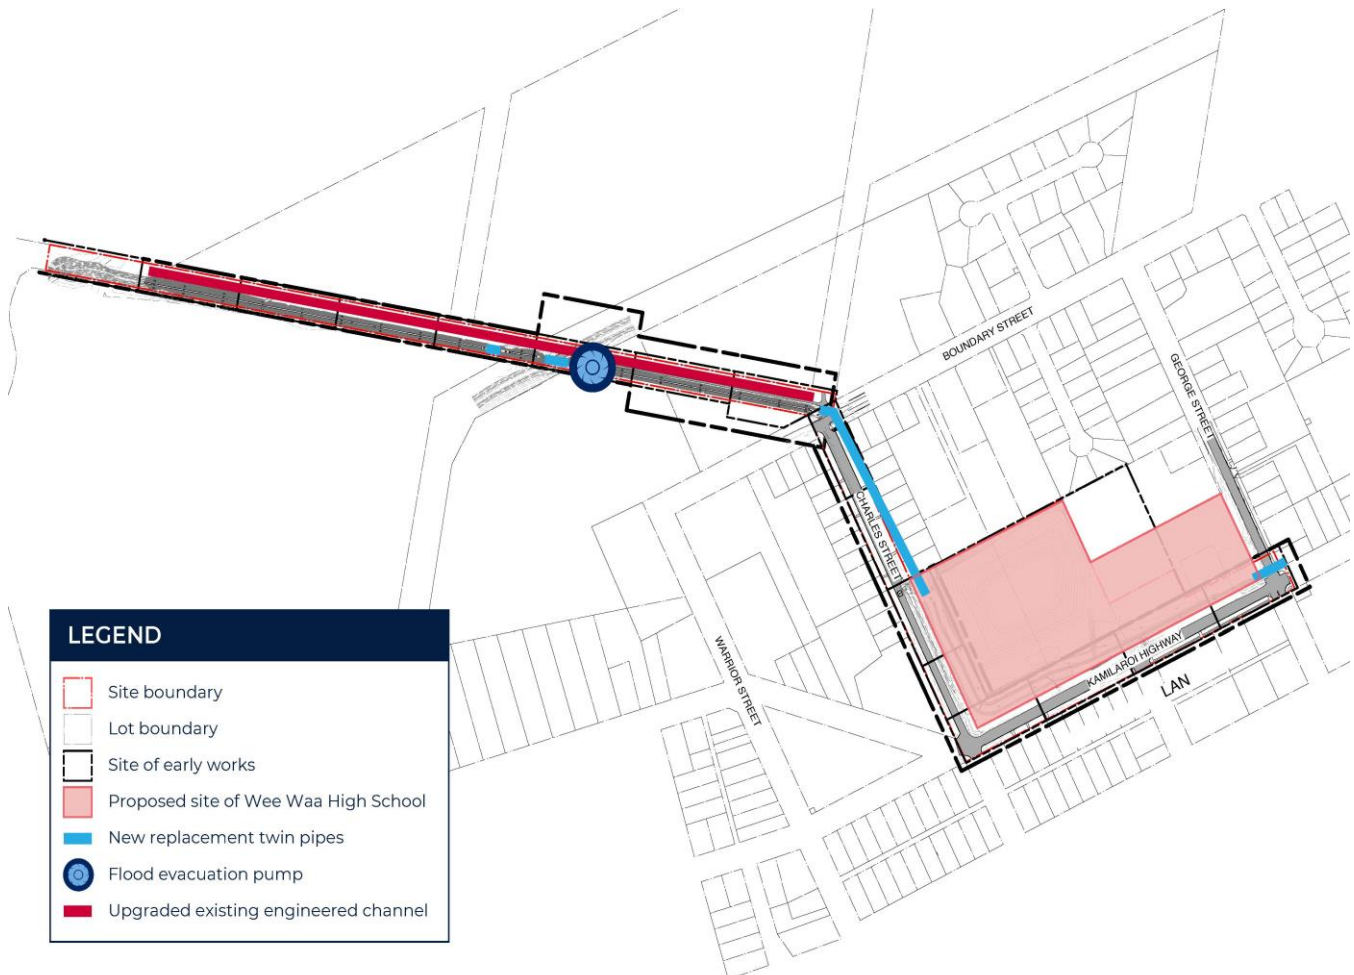 BOUNDARY STREET
GEORGE STREET
CHARLES STREET
WARRIOR STREET
KAMILAROI HIGHWAY
LAN
LEGEND
Site boundary
Lot boundary
Site of early works
Proposed site of Wee Waa High School
New replacement twin pipes
Flood evacuation pump
Upgraded existing engineered channel